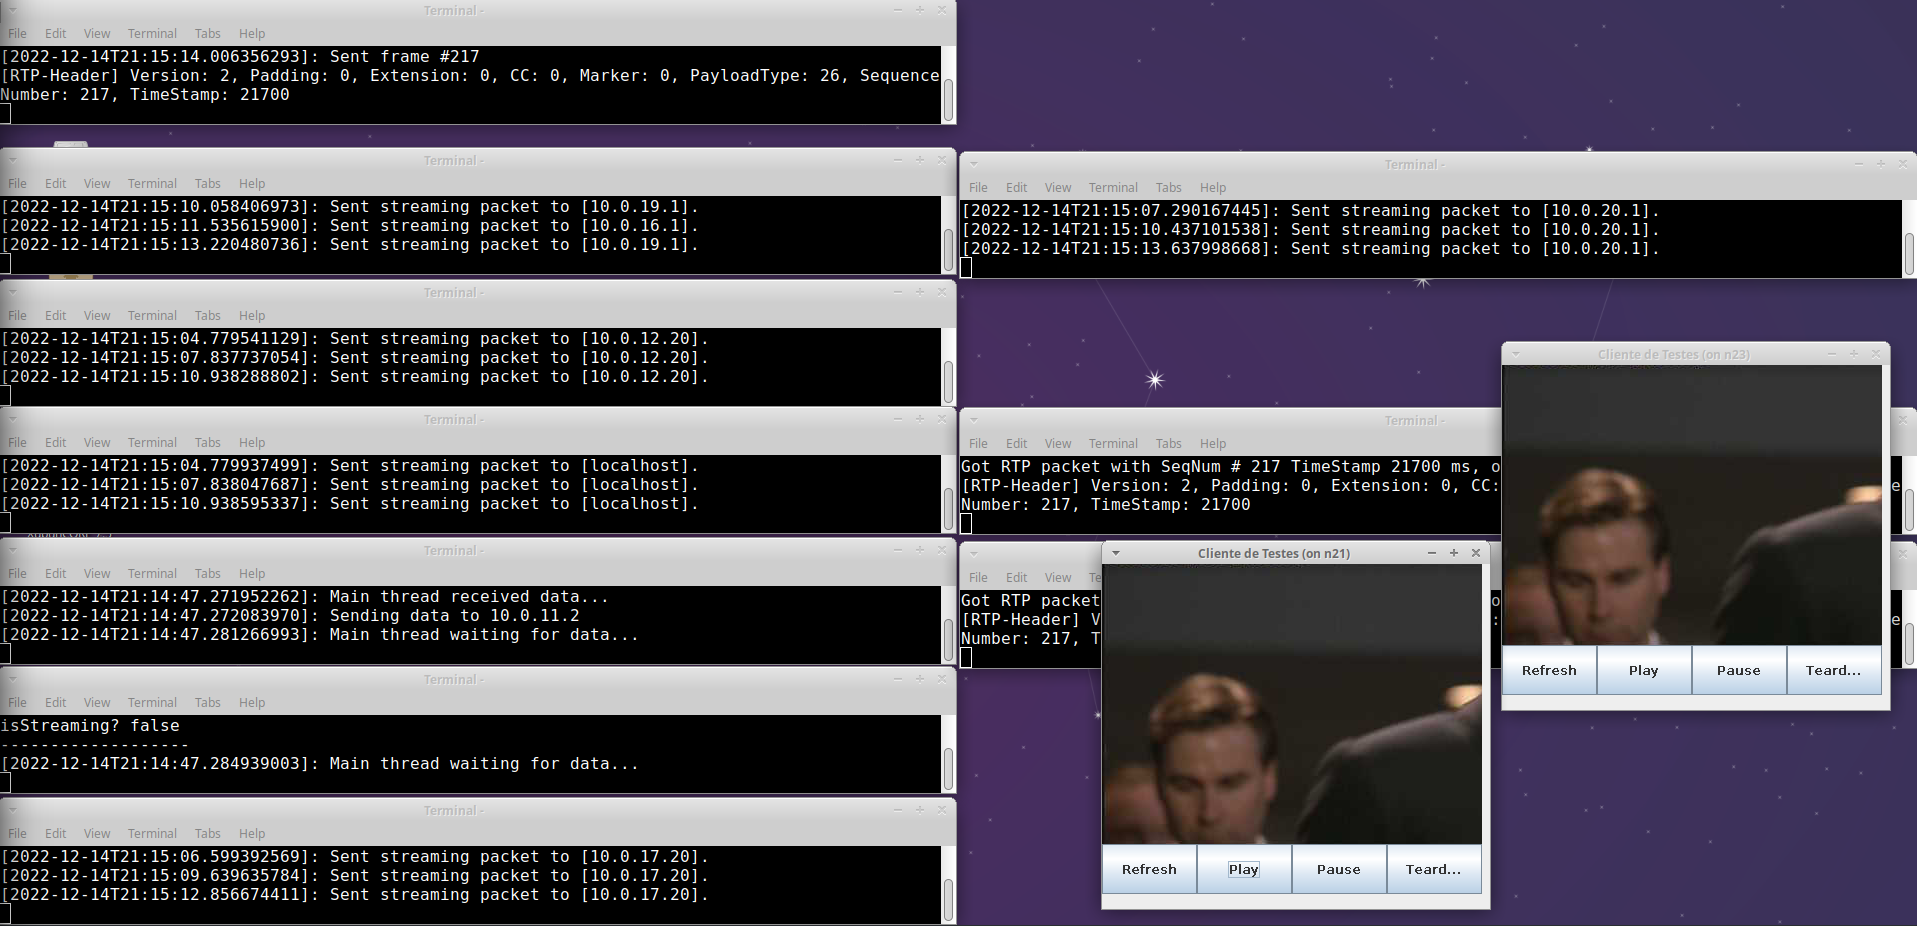 Terminal -
File Edit View Terminal Tabs Help
[2022-12-14T21:15:14.006356293]: Sent frame #217
[RTP-Header] Version: 2, Padding: 0, Extension: 0, CC: 0, Marker: 0, PayloadType: 26, Sequence
Number: 217, TimeStamp: 21700
Terminal -
File Edit View Terminal Tabs Help
[2022-12-14T21:15:10.058406973]: Sent streaming packet to [10.0.19.1].
[2022-12-14T21:15:11.535615900]: Sent streaming packet to [10.0.16.1].
[2022-12-14T21:15:13.220480736]: Sent streaming packet to [10.0.19.1].
Terminal -
File Edit View Terminal Tabs Help
[2022-12-14T21:15:04.779541129]: Sent streaming packet to [10.0.12.20].
[2022-12-14T21:15:07.837737054]: Sent streaming packet to [10.0.12.20].
[2022-12-14T21:15:10.938288802]: Sent streaming packet to [10.0.12.20].
Terminal -
File Edit View Terminal Tabs Help
[2022-12-14T21:15:04.779937499]: Sent streaming packet to [localhost].
[2022-12-14T21:15:07.838047687]: Sent streaming packet to [localhost].
[2022-12-14T21:15:10.938595337]: Sent streaming packet to [localhost].
Terminal -
File Edit View Terminal Tabs Help
[2022-12-14T21:14:47.271952262]: Main thread received data...
[2022-12-14T21:14:47.272083970]: Sending data to 10.0.11.2
[2022-12-14T21:14:47.281266993]: Main thread waiting for data...
Terminal -
File Edit View Terminal Tabs Help
isStreaming? false
-------------------
[2022-12-14T21:14:47.284939003]: Main thread waiting for data...
Terminal -
File Edit View Terminal Tabs Help
[2022-12-14T21:15:06.599392569]: Sent streaming packet to [10.0.17.20].
[2022-12-14T21:15:09.639635784]: Sent streaming packet to [10.0.17.20].
[2022-12-14T21:15:12.856674411]: Sent streaming packet to [10.0.17.20].
Terminal -
File Edit View Terminal Tabs Help
[2022-12-14T21:15:07.290167445]: Sent streaming packet to [10.0.20.1].
[2022-12-14T21:15:10.437101538]: Sent streaming packet to [10.0.20.1].
[2022-12-14T21:15:13.637998668]: Sent streaming packet to [10.0.20.1].
Terminal -
File Edit View Terminal Tabs Help
Got RTP packet with SeqNum # 217 TimeStamp 21700 ms, o
[RTP-Header] Version: 2, Padding: 0, Extension: 0, CC: e
Number: 217, TimeStamp: 21700
File Edit View Te
Got RTP packet o
[RTP-Header] V : e
Number: 217, T
Cliente de Testes (on n23)
Refresh Play Pause Teard...
Cliente de Testes (on n21)
Refresh Play Pause Teard...